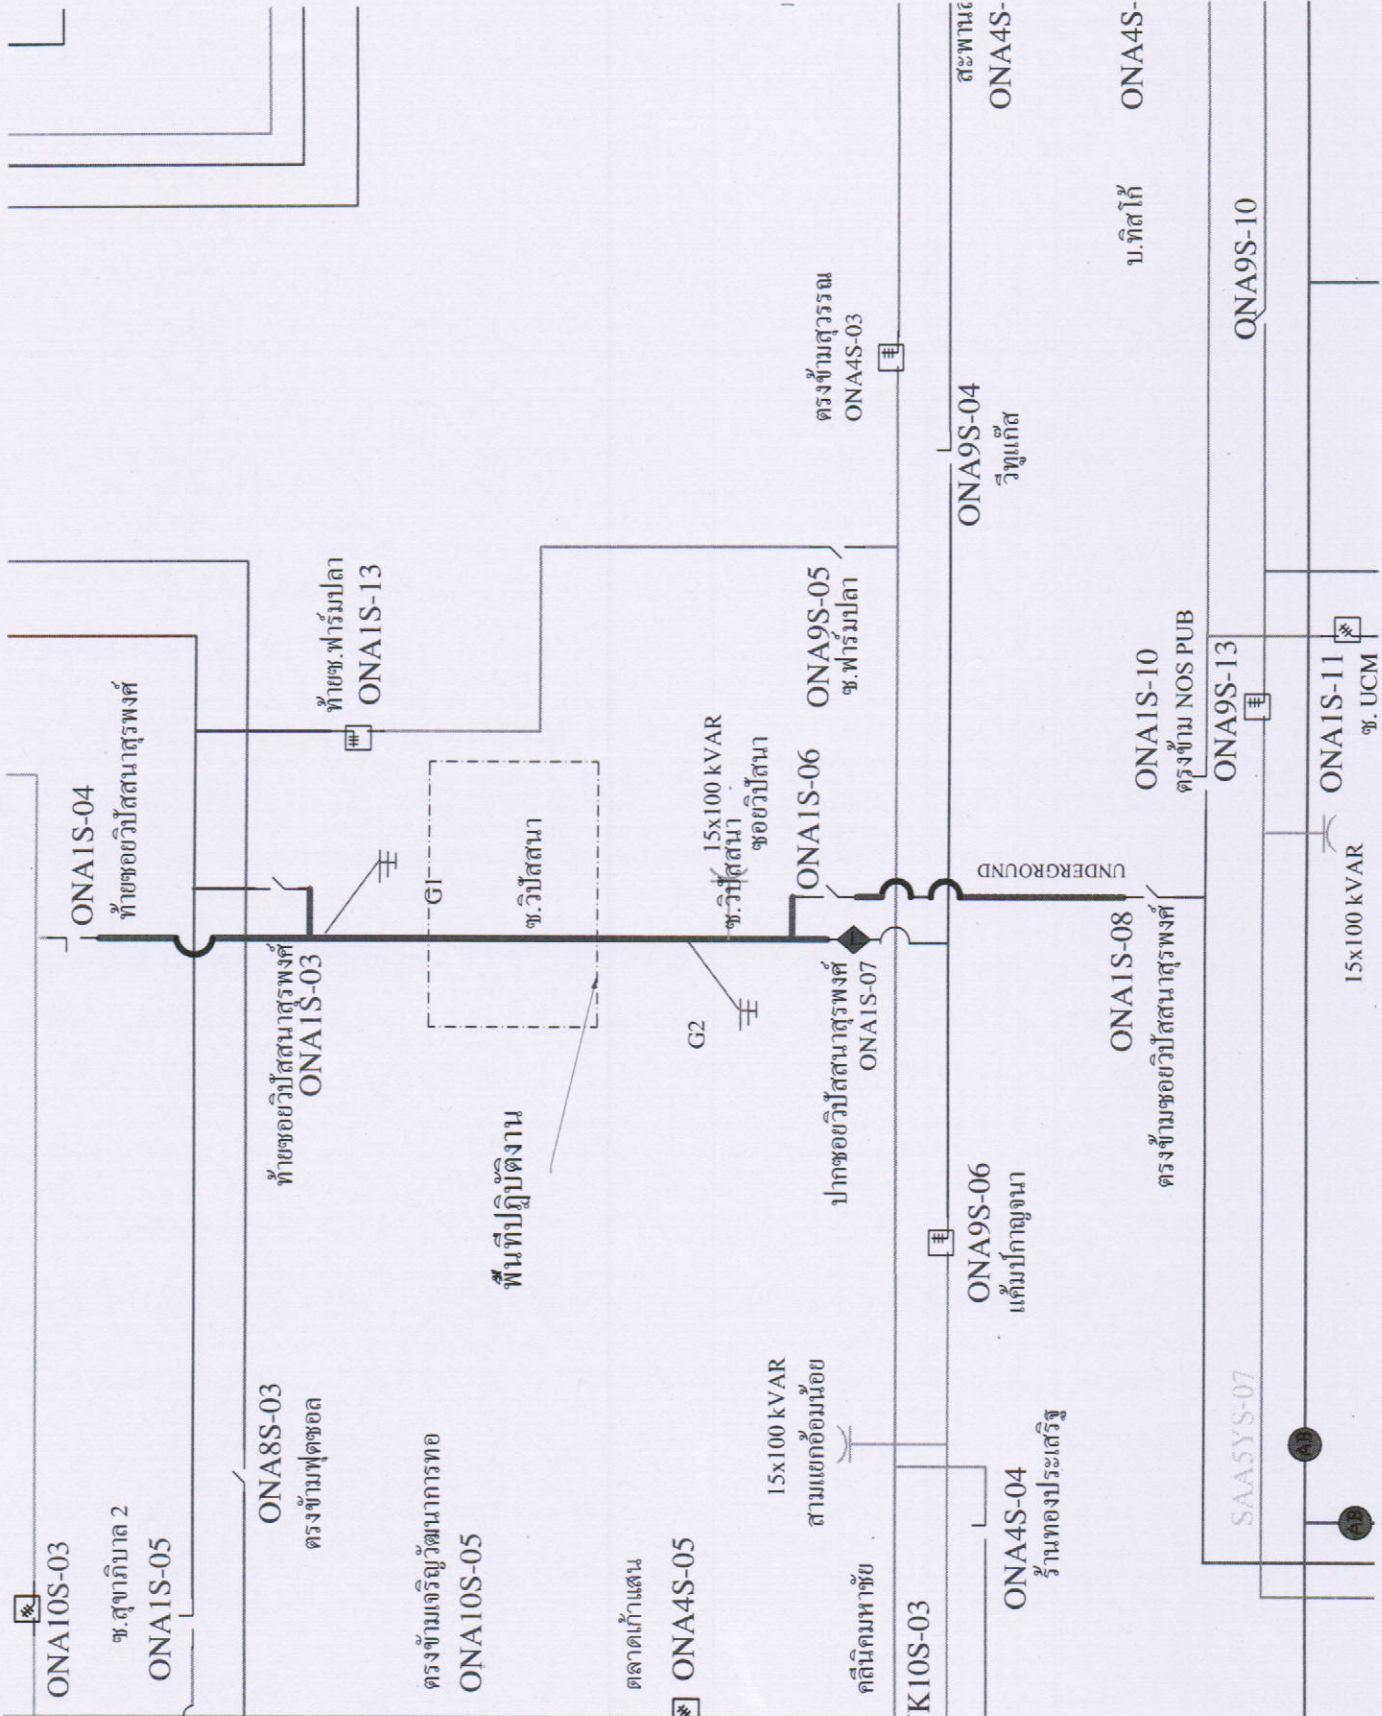 ONA10S-03
ซ.สุขาภิบาล 2
ONA1S-05
ONA8S-03
ตรงข้ามฟุตซอล
ตรงข้ามเจริญวัฒนาการทอ
ONA10S-05
ตลาดเก้าแสน
ONA4S-05
15x100 kVAR
สามแยกอ้อมน้อย
คลีนิคมหาชัย
K10S-03
ONA4S-04
ร้านทองประเสริฐ
SAA5YS-07
AB
AB
ONA1S-04
ท้ายซอยวิปัสสนาสุรพงศ์
ท้ายซอยวิปัสสนาสุรพงศ์
ONA1S-03
G1
พื้นที่ปฏิบัติงาน
ซ.วิปัสสนา
G2
15x100 kVAR
ซ.วิปัสสนา
ซอยวิปัสนา
ONA1S-06
ปากซอยวิปัสสนาสุรพงศ์
ONA1S-07
ONA9S-06
แค้มป์กาญจนา
UNDERGROUND
ONA1S-08
ตรงข้ามซอยวิปัสสนาสุรพงศ์
ท้ายซ.ฟาร์มปลา
ONA1S-13
ONA9S-05
ซ.ฟาร์มปลา
ONA1S-10
ตรงข้าม NOS PUB
ONA9S-13
ONA1S-11
ซ. UCM
15x100 kVAR
ตรงข้ามสุวรรณ
ONA4S-03
ONA9S-04
วีทูแก๊ส
ONA4S-
บ.ทิสโก้
ONA4S-
ONA9S-10